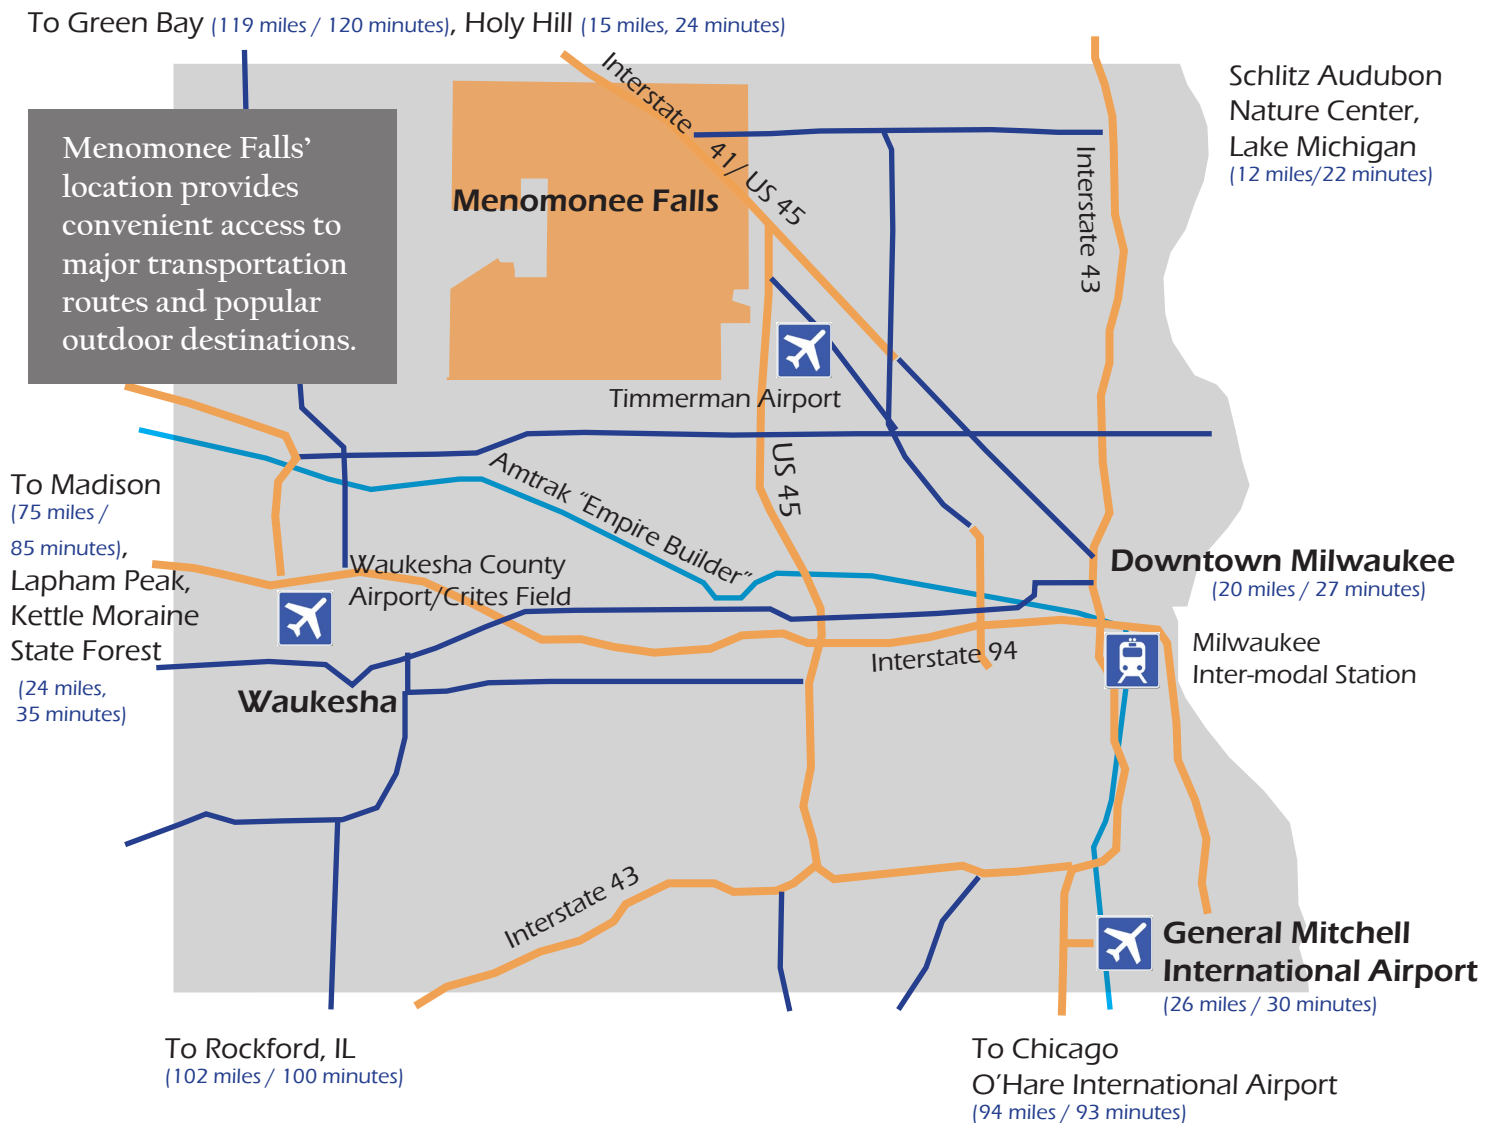 To Green Bay (119 miles / 120 minutes), Holy Hill (15 miles, 24 minutes)
Schlitz Audubon
Nature Center,
Lake Michigan
(12 miles/22 minutes)
Menomonee Falls’
location provides
convenient access to
major transportation
routes and popular
outdoor destinations.
Interstate 41/ US 45
Menomonee Falls
Interstate 43
Timmerman Airport
US 45
Amtrak “Empire Builder”
To Madison
(75 miles /
85 minutes),
Lapham Peak,
Kettle Moraine
State Forest
(24 miles,
35 minutes)
Waukesha County
Airport/Crites Field
Downtown Milwaukee
(20 miles / 27 minutes)
Milwaukee
Inter-modal Station
Interstate 94
Waukesha
Interstate 43
General Mitchell
International Airport
(26 miles / 30 minutes)
To Rockford, IL
(102 miles / 100 minutes)
To Chicago
O’Hare International Airport
(94 miles / 93 minutes)